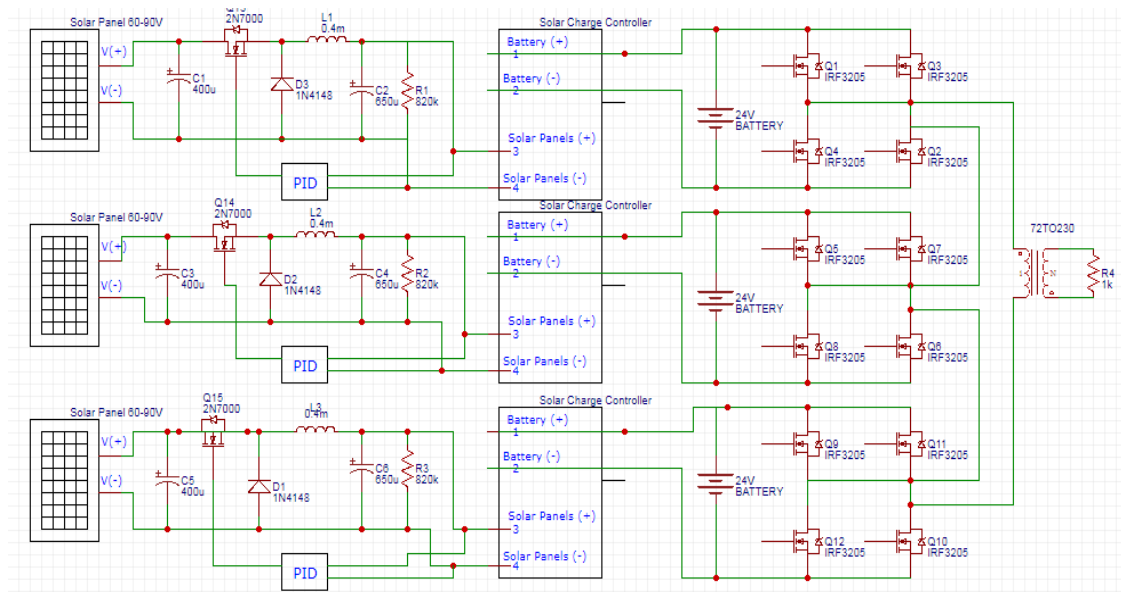 Solar Panel 60-90V
V(+)
V(-)
C1
400u
2N7000
D3
1N4148
L1
0.4m
C2
650u
R1
820k
PID
Solar Charge Controller
Battery (+)
1
Battery (-)
2
Solar Panels (+)
3
Solar Panels (-)
4
24V
BATTERY
Q1
IRF3205
Q3
IRF3205
Q4
IRF3205
Q2
IRF3205
Solar Panel 60-90V
V(+)
V(-)
C3
400u
Q14
2N7000
D2
1N4148
L2
0.4m
C4
650u
R2
820k
PID
Solar Charge Controller
Battery (+)
1
Battery (-)
2
Solar Panels (+)
3
Solar Panels (-)
4
24V
BATTERY
Q5
IRF3205
Q7
IRF3205
Q8
IRF3205
Q6
IRF3205
72TO230
N
R4
1k
Solar Panel 60-90V
V(+)
V(-)
C5
400u
Q15
2N7000
D1
1N4148
L3
0.4m
C6
650u
R3
820k
PID
Solar Charge Controller
Battery (+)
1
Battery (-)
2
Solar Panels (+)
3
Solar Panels (-)
4
24V
BATTERY
Q9
IRF3205
Q11
IRF3205
Q12
IRF3205
Q10
IRF3205